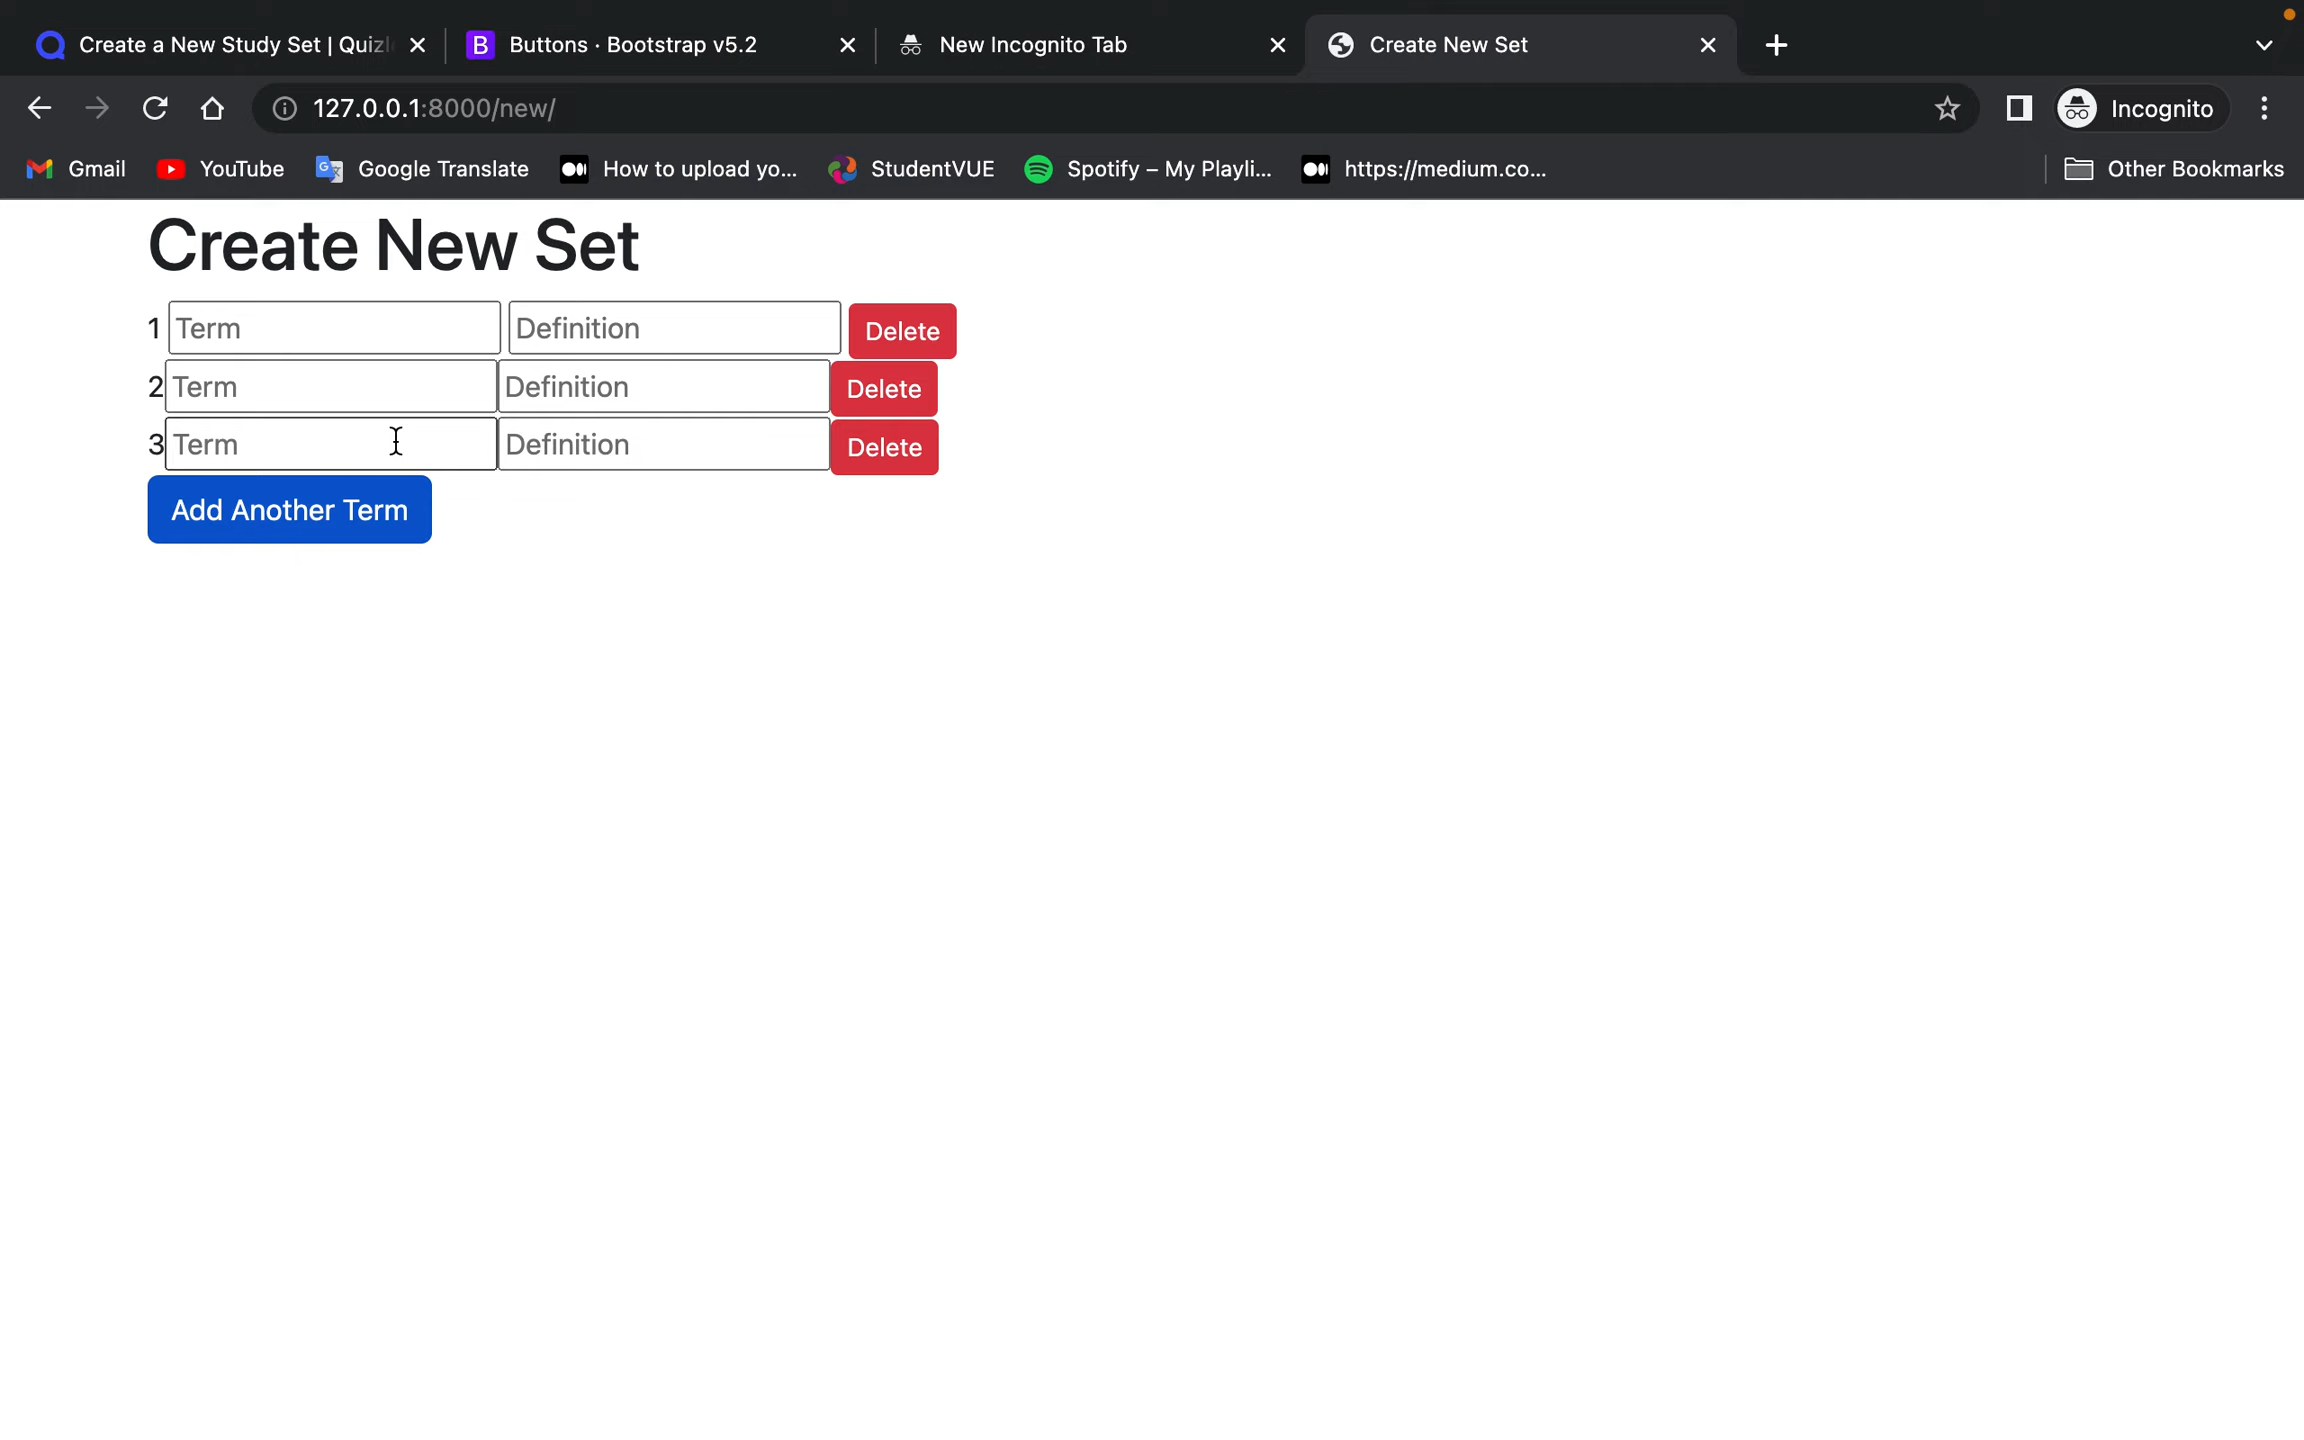 Create a New Study Set | Quizl
Buttons · Bootstrap v5.2
New Incognito Tab
Create New Set
127.0.0.1:8000/new/
Incognito
Gmail
YouTube
Google Translate
How to upload yo...
StudentVUE
Spotify – My Playli...
https://medium.co...
Other Bookmarks
Create New Set
1 Term Definition Delete
2 Term Definition Delete
3 Term Definition Delete
Add Another Term